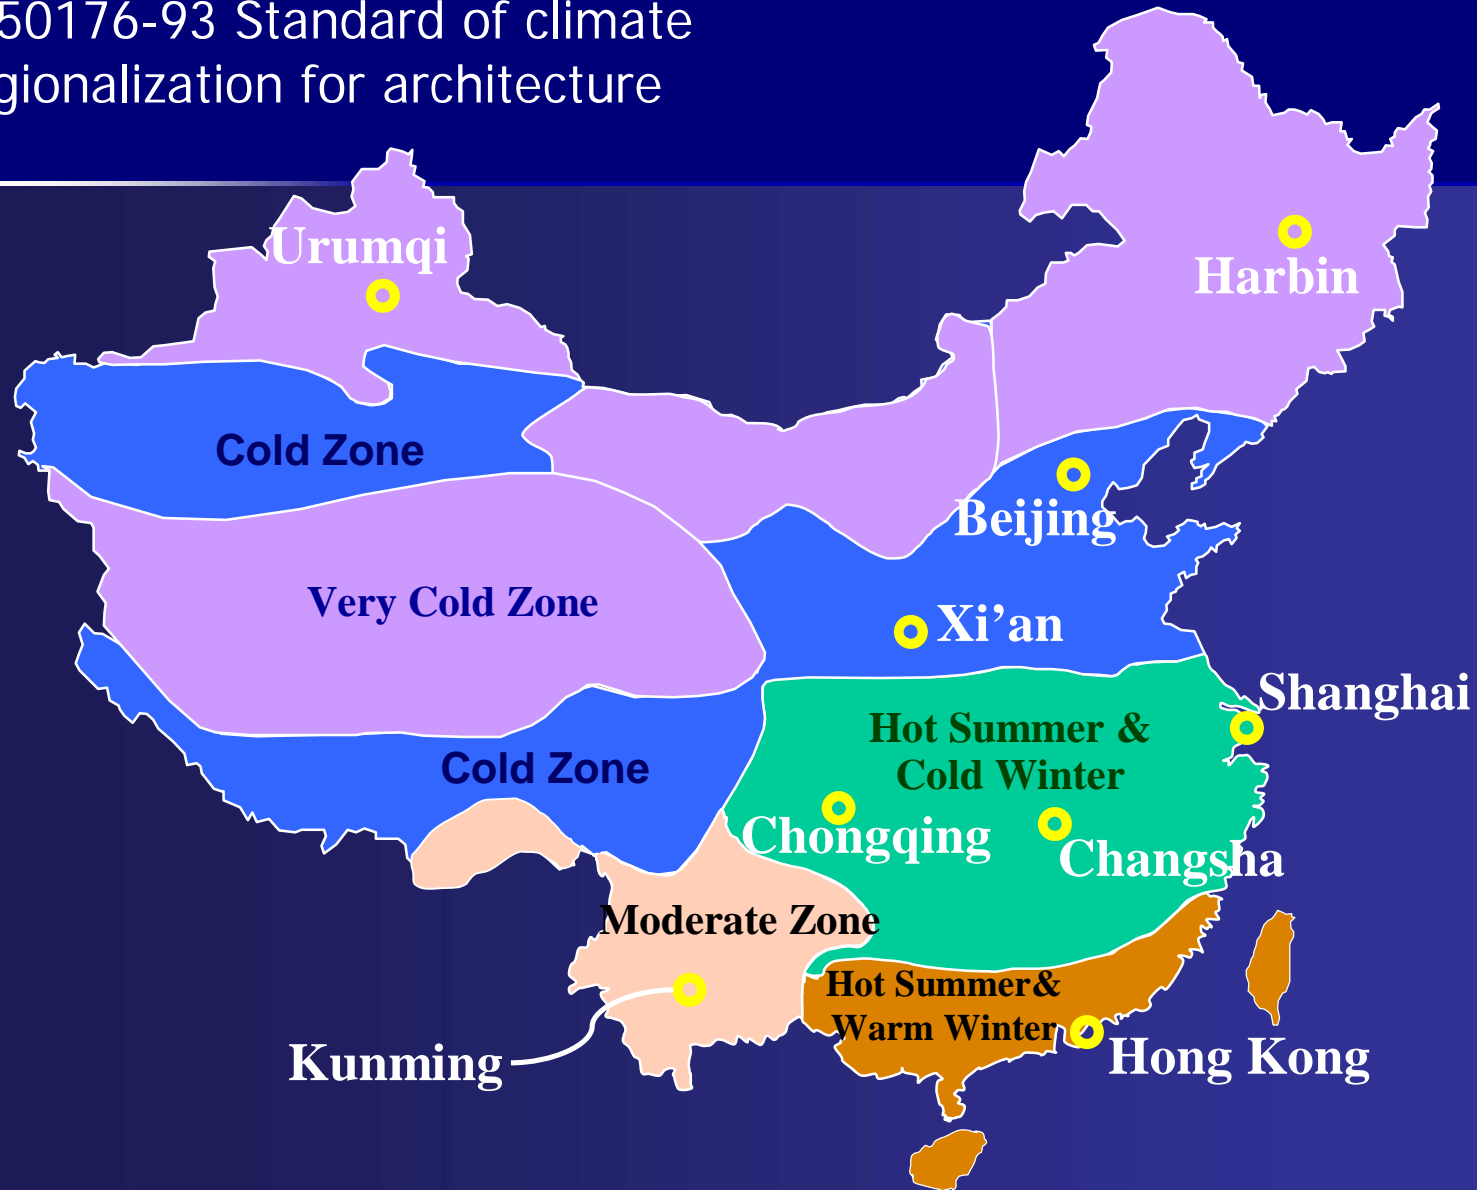 50176-93 Standard of climate
gionalization for architecture
Urumqi
Harbin
Cold Zone
Beijing
Very Cold Zone
Xi’an
Shanghai
Hot Summer &
Cold Winter
Cold Zone
Chongqing
Changsha
Moderate Zone
Hot Summer&
Warm Winter
Kunming
Hong Kong